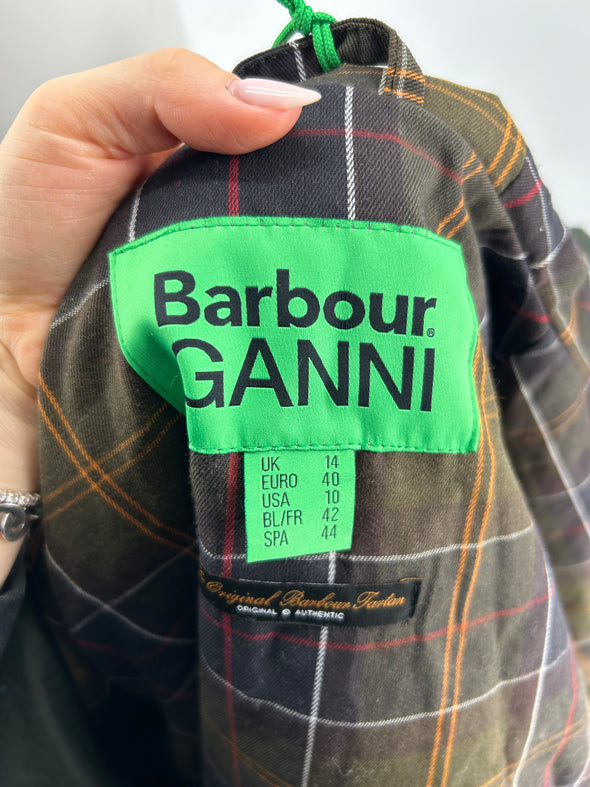 Barbour®
GANNI
UK 14
EURO 40
USA 10
BL/FR 42
SPA 44
Original Barbour Tartan
ORIGINAL @ AUTHENTIC